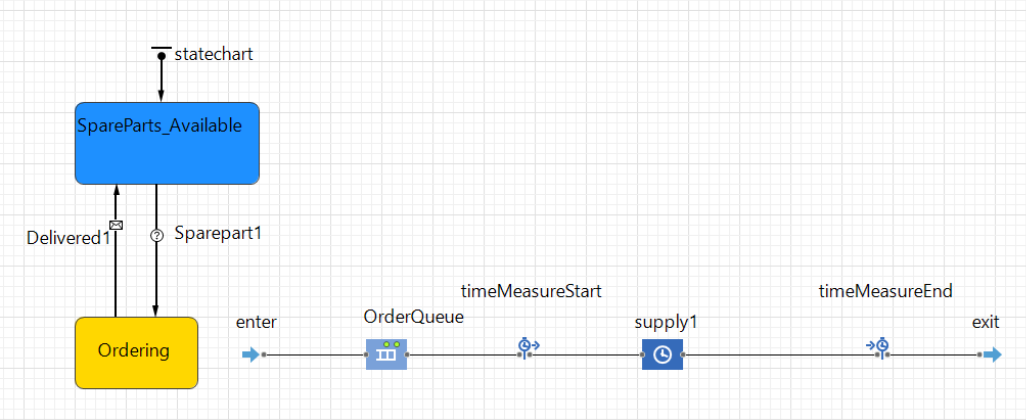 statechart
SpareParts_Available
Delivered1
Sparepart1
timeMeasureStart
timeMeasureEnd
enter
OrderQueue
supply1
exit
Ordering